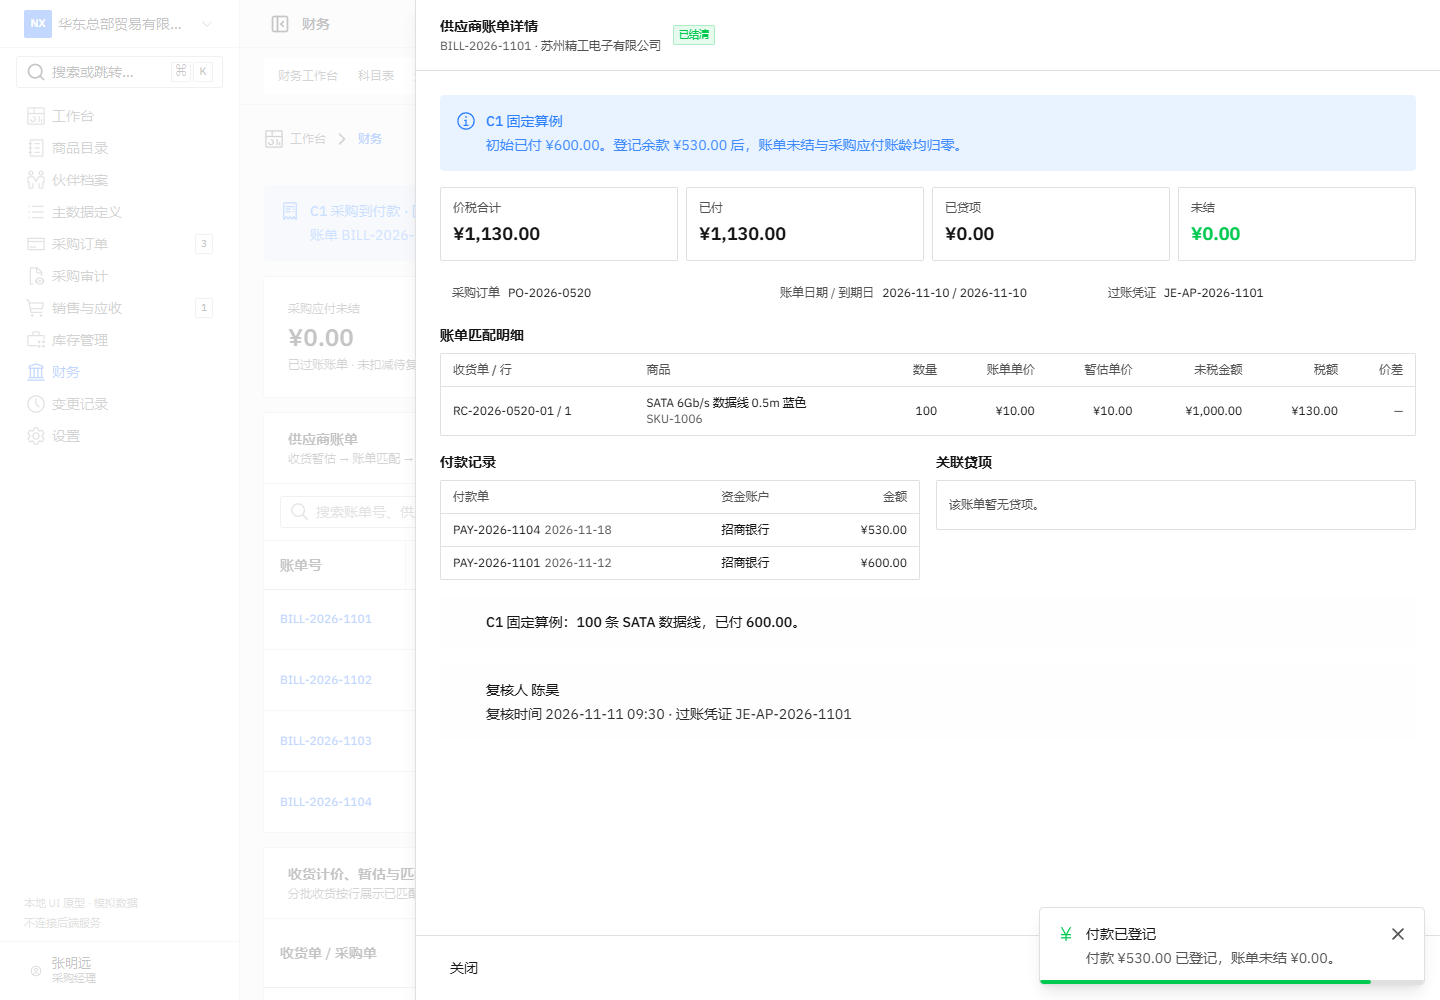 NX 华东总部贸易有限...
搜索或跳转... ⌘ K
工作台
商品目录
伙伴档案
主数据定义
采购订单 3
采购审计
销售与应收 1
库存管理
财务
变更记录
设置
本地 UI 原型 · 模拟数据
不连接后端服务
张明远
采购经理
财务
财务工作台 科目表
工作台 财务
C1 采购到付款 ·
账单 BILL-2026-
采购应付未结
¥0.00
已过账账单 · 未扣减待复
供应商账单
收货暂估 → 账单匹配 →
搜索账单号、供
账单号
BILL-2026-1101
BILL-2026-1102
BILL-2026-1103
BILL-2026-1104
收货计价、暂估与匹
分批收货按行展示已匹配
收货单 / 采购单
供应商账单详情
BILL-2026-1101 · 苏州精工电子有限公司
已结清
C1 固定算例
初始已付 ¥600.00。登记余款 ¥530.00 后，账单未结与采购应付账龄均归零。
价税合计 已付 已贷项 未结
¥1,130.00 ¥1,130.00 ¥0.00 ¥0.00
采购订单 PO-2026-0520 账单日期 / 到期日 2026-11-10 / 2026-11-10 过账凭证 JE-AP-2026-1101
账单匹配明细
收货单 / 行 商品 数量 账单单价 暂估单价 未税金额 税额 价差
RC-2026-0520-01 / 1 SATA 6Gb/s 数据线 0.5m 蓝色 100 ¥10.00 ¥10.00 ¥1,000.00 ¥130.00 —
SKU-1006
付款记录
付款单 资金账户 金额
PAY-2026-1104 2026-11-18 招商银行 ¥530.00
PAY-2026-1101 2026-11-12 招商银行 ¥600.00
关联贷项
该账单暂无贷项。
C1 固定算例：100 条 SATA 数据线，已付 600.00。
复核人 陈昊
复核时间 2026-11-11 09:30 · 过账凭证 JE-AP-2026-1101
关闭
付款已登记
付款 ¥530.00 已登记，账单未结 ¥0.00。